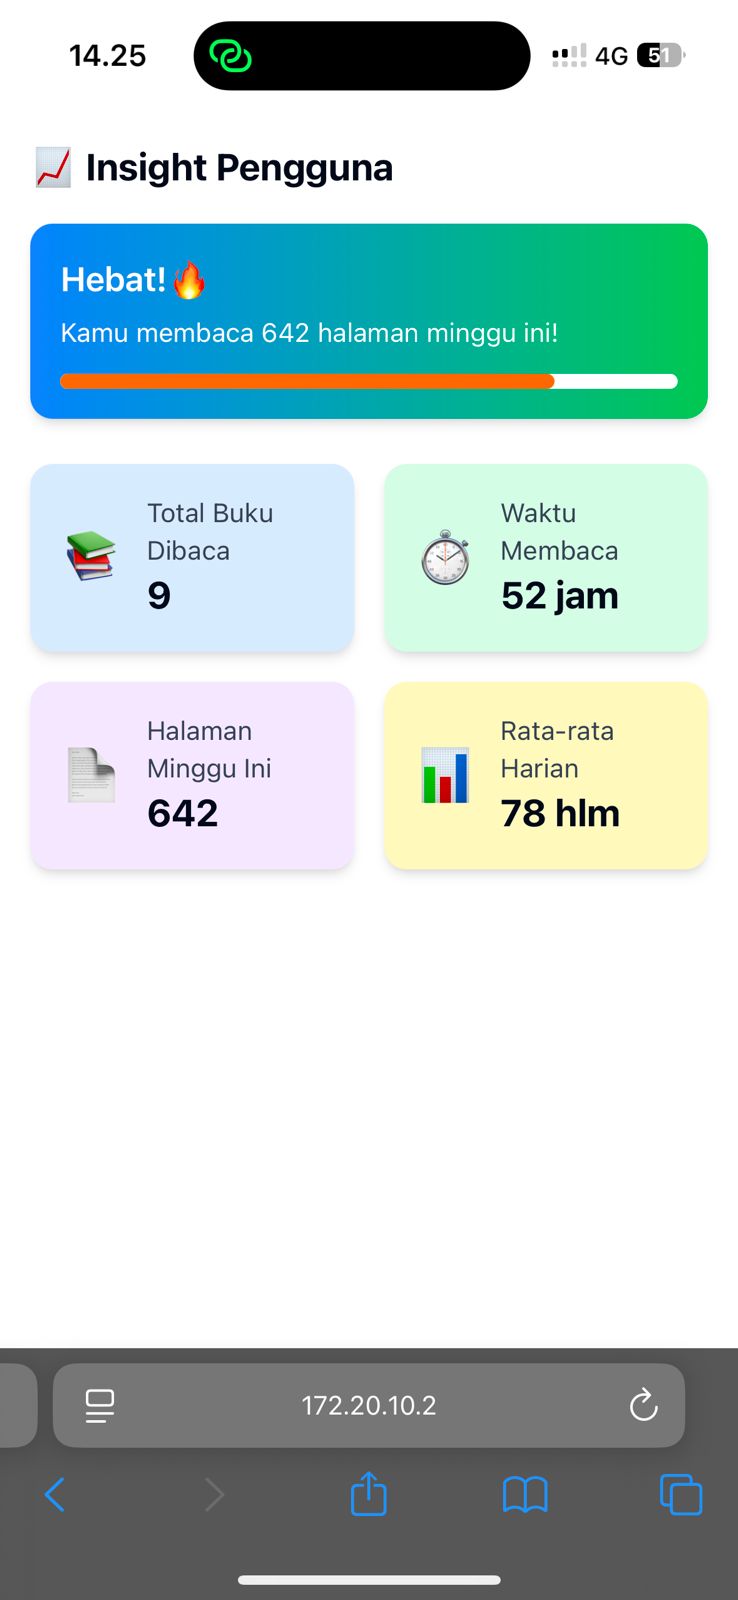 14.25
4G 51
Insight Pengguna
Hebat!
Kamu membaca 642 halaman minggu ini!
Total Buku
Dibaca
9
Waktu
Membaca
52 jam
Halaman
Minggu Ini
642
Rata-rata
Harian
78 hlm
172.20.10.2